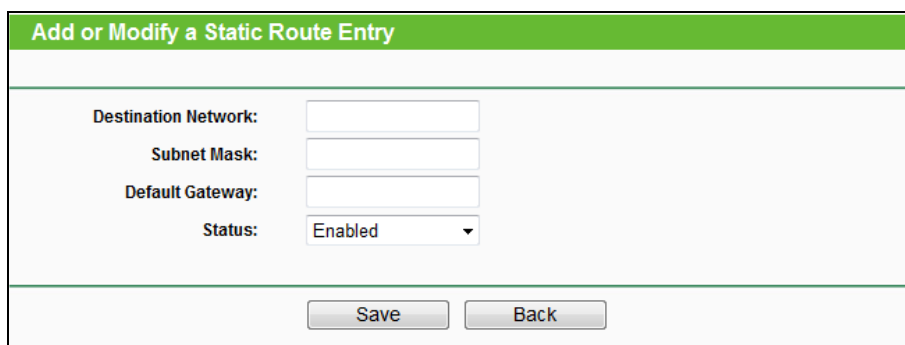 Add or Modify a Static Route Entry
Destination Network:
Subnet Mask:
Default Gateway:
Status: Enabled
Save Back